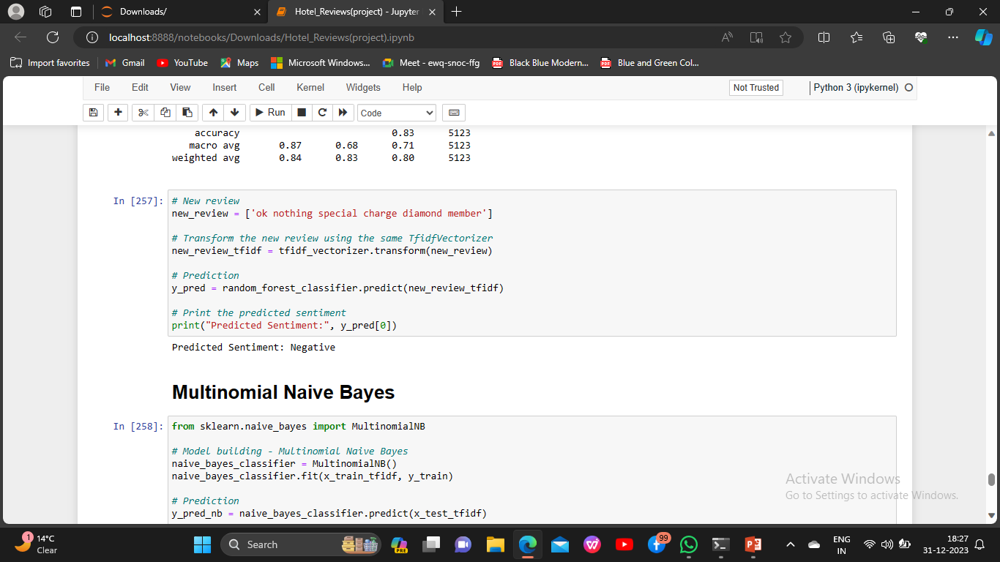 Downloads/
Hotel_Reviews(project) - Jupyter
localhost:8888/notebooks/Downloads/Hotel_Reviews(project).ipynb
Import favorites Gmail YouTube Maps Microsoft Windows... Meet - ewq-snoc-ffg Black Blue Modern... Blue and Green Col...
File Edit View Insert Cell Kernel Widgets Help Not Trusted Python 3 (ipykernel)
Run Code
accuracy 0.83 5123
macro avg 0.87 0.68 0.71 5123
weighted avg 0.84 0.83 0.80 5123
In [257]: # New review
new_review = ['ok nothing special charge diamond member']
# Transform the new review using the same TfidfVectorizer
new_review_tfidf = tfidf_vectorizer.transform(new_review)
# Prediction
y_pred = random_forest_classifier.predict(new_review_tfidf)
# Print the predicted sentiment
print("Predicted Sentiment:", y_pred[0])
Predicted Sentiment: Negative
Multinomial Naive Bayes
In [258]: from sklearn.naive_bayes import MultinomialNB
# Model building - Multinomial Naive Bayes
naive_bayes_classifier = MultinomialNB()
naive_bayes_classifier.fit(x_train_tfidf, y_train)
# Prediction
y_pred_nb = naive_bayes_classifier.predict(x_test_tfidf)
Activate Windows
Go to Settings to activate Windows.
1 14°C
Clear
Search
PRE
99
ENG
IN
18:27
31-12-2023